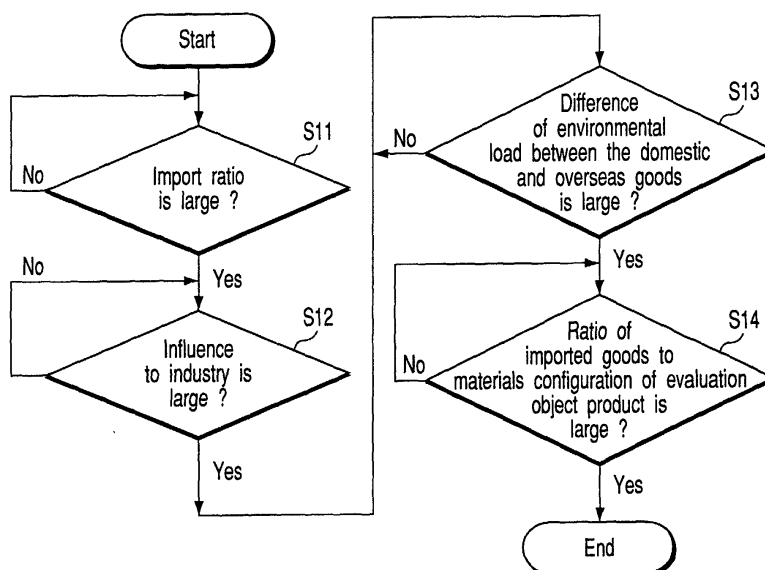 Start
S11
No
Import ratio
is large ?
Yes
No
S12
Influence
to industry is
large ?
Yes
S13
No
Difference
of environmental
load between the domestic
and overseas goods
is large ?
Yes
S14
No
Ratio of
imported goods to
materials configuration of evaluation
object product is
large ?
Yes
End